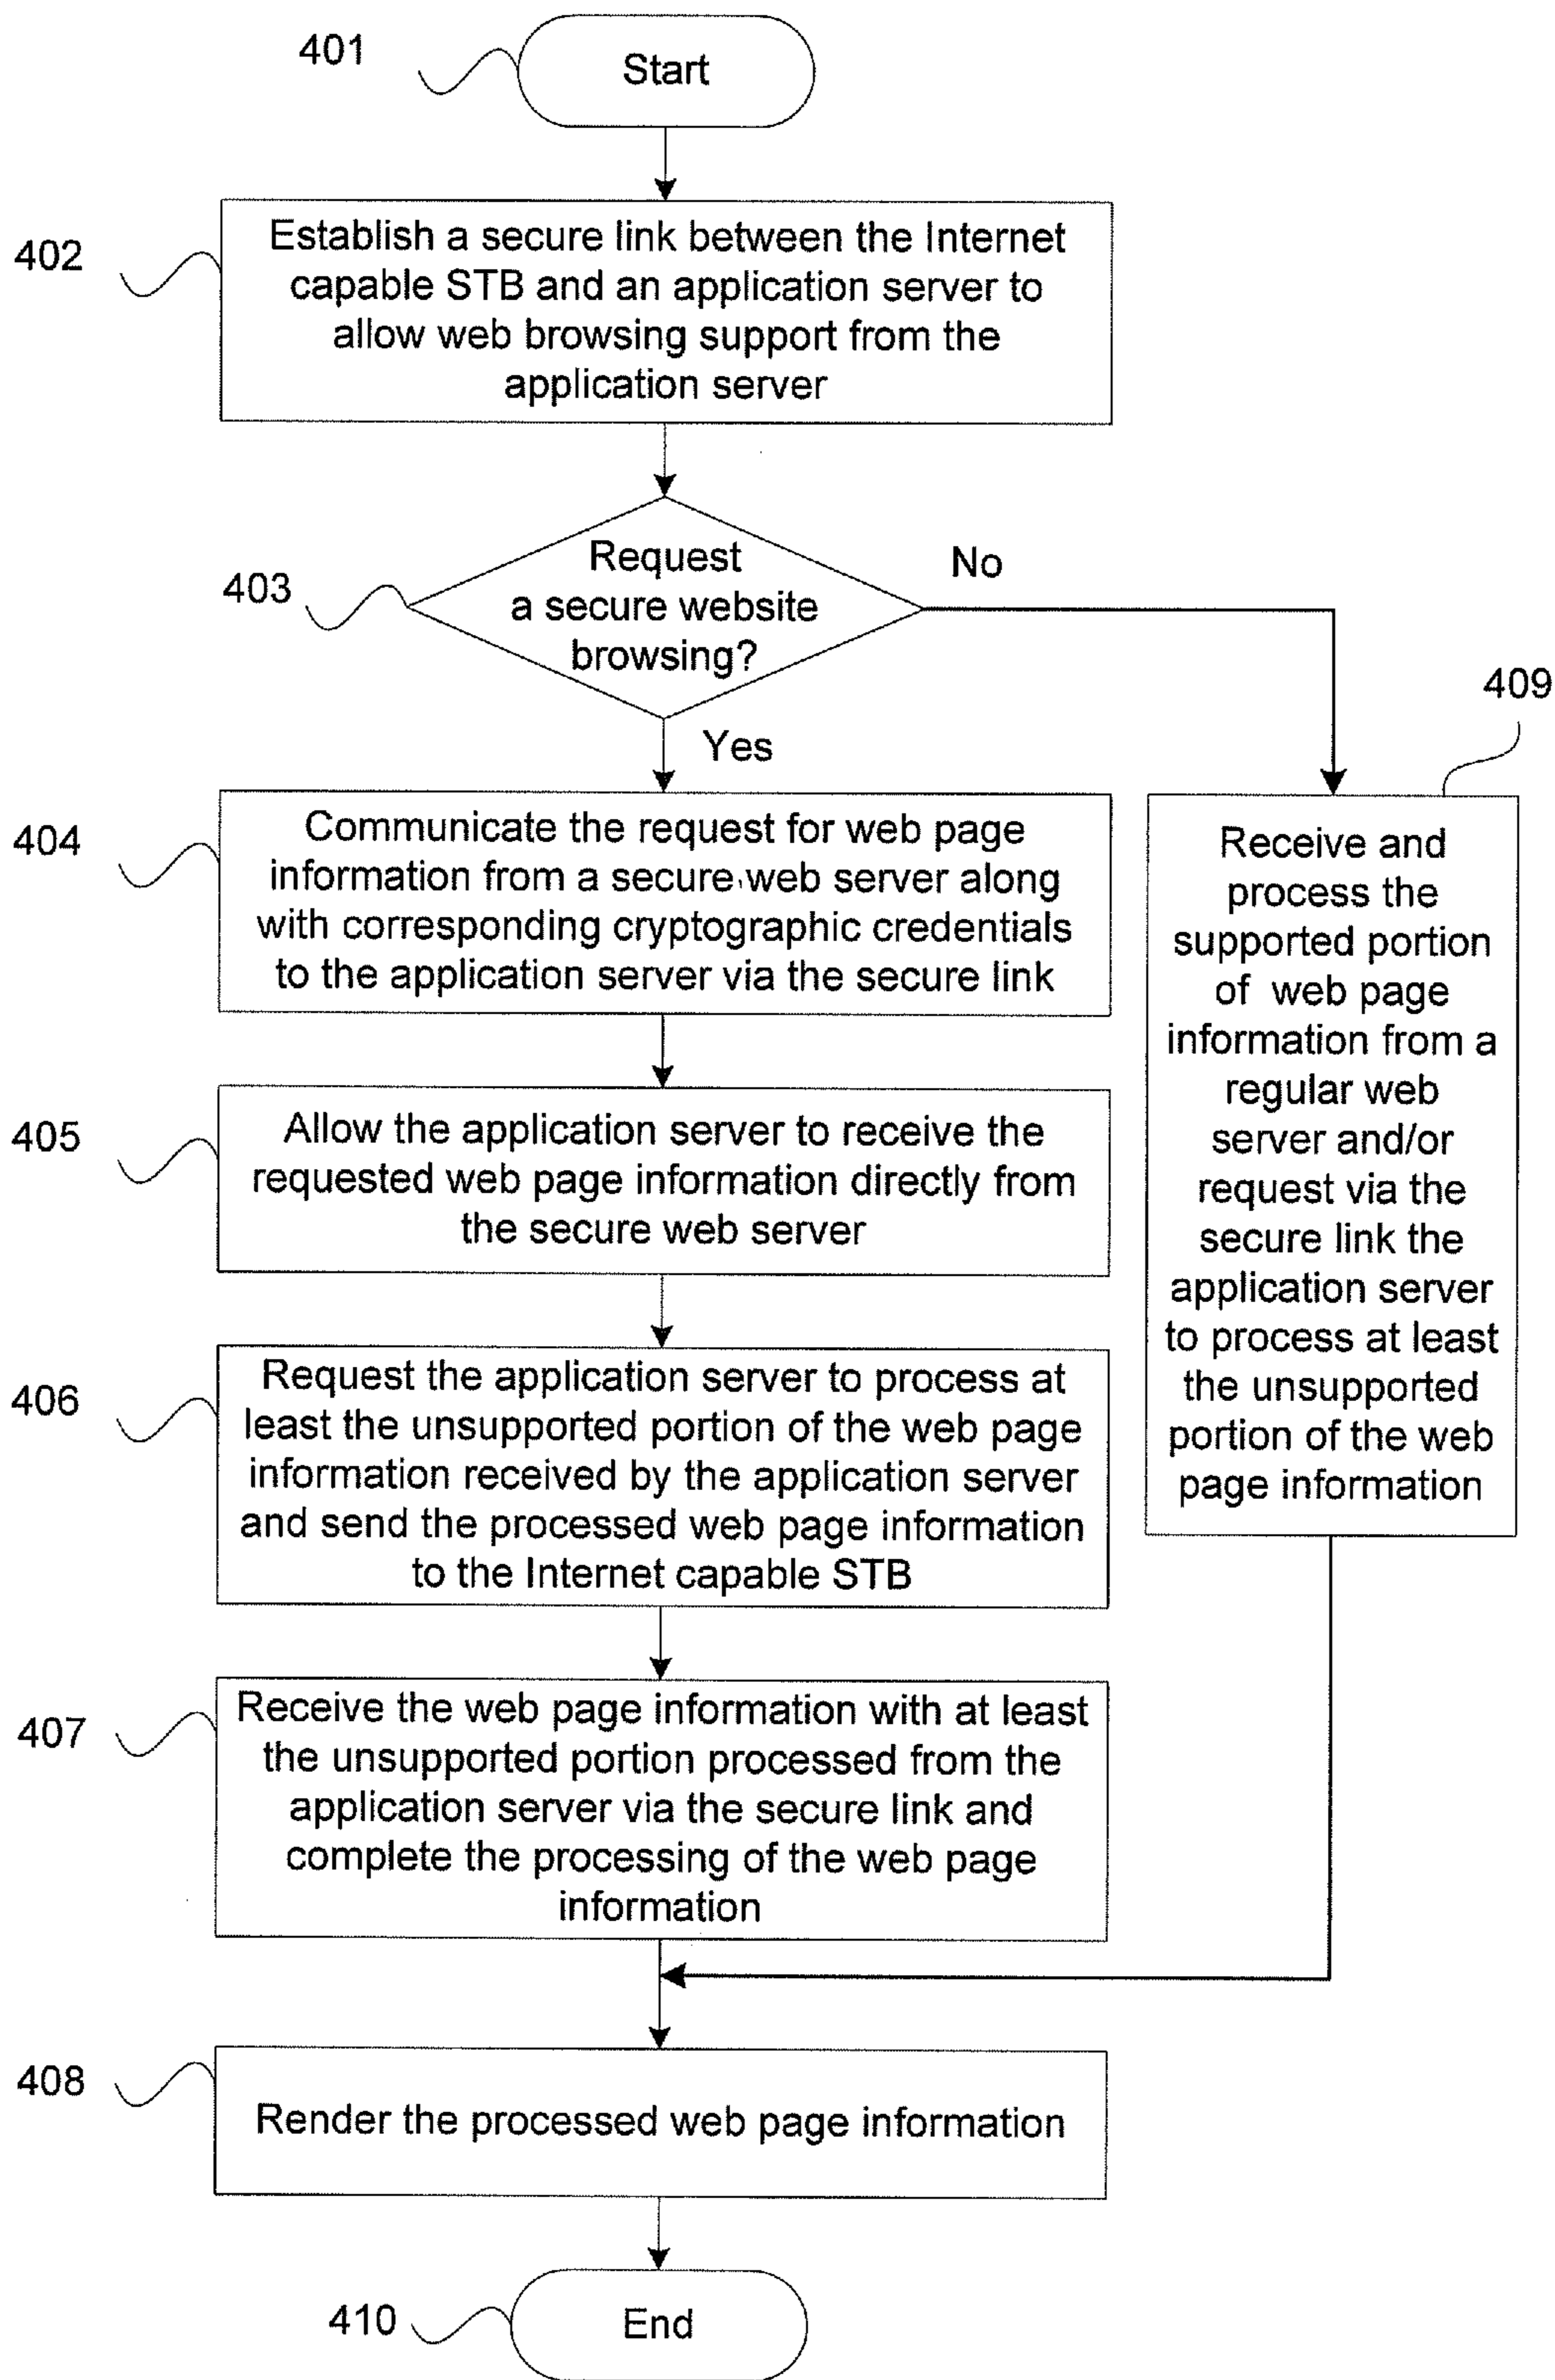 401
Start
402
Establish a secure link between the Internet
capable STB and an application server to
allow web browsing support from the
application server
403
Request
a secure website
browsing?
No
Yes
404
Communicate the request for web page
information from a secure web server along
with corresponding cryptographic credentials
to the application server via the secure link
405
Allow the application server to receive the
requested web page information directly from
the secure web server
406
Request the application server to process at
least the unsupported portion of the web page
information received by the application server
and send the processed web page information
to the Internet capable STB
407
Receive the web page information with at least
the unsupported portion processed from the
application server via the secure link and
complete the processing of the web page
information
409
Receive and
process the
supported portion
of web page
information from a
regular web
server and/or
request via the
secure link the
application server
to process at least
the unsupported
portion of the web
page information
408
Render the processed web page information
410
End